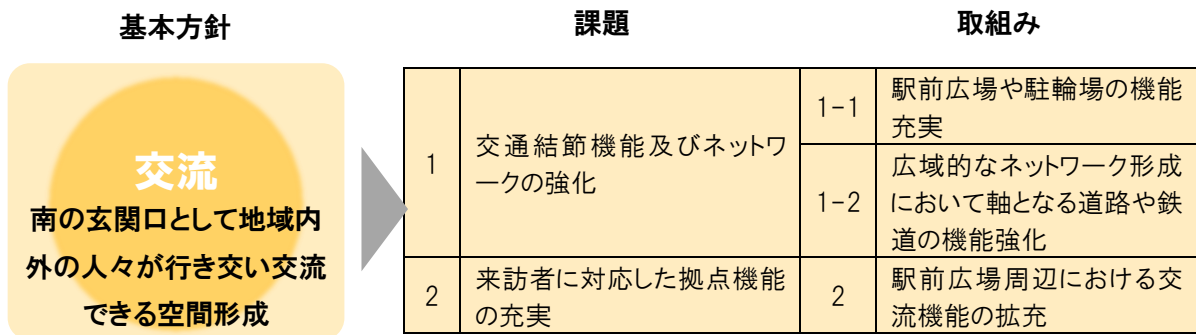 基本方針
課題
取組み
交流
南の玄関口として地域内
外の人々が行き交い交流
できる空間形成
1
交通結節機能及びネットワ
ークの強化
1-1
駅前広場や駐輪場の機能
充実
1-2
広域的なネットワーク形成
において軸となる道路や鉄
道の機能強化
2
来訪者に対応した拠点機能
の充実
2
駅前広場周辺における交
流機能の拡充